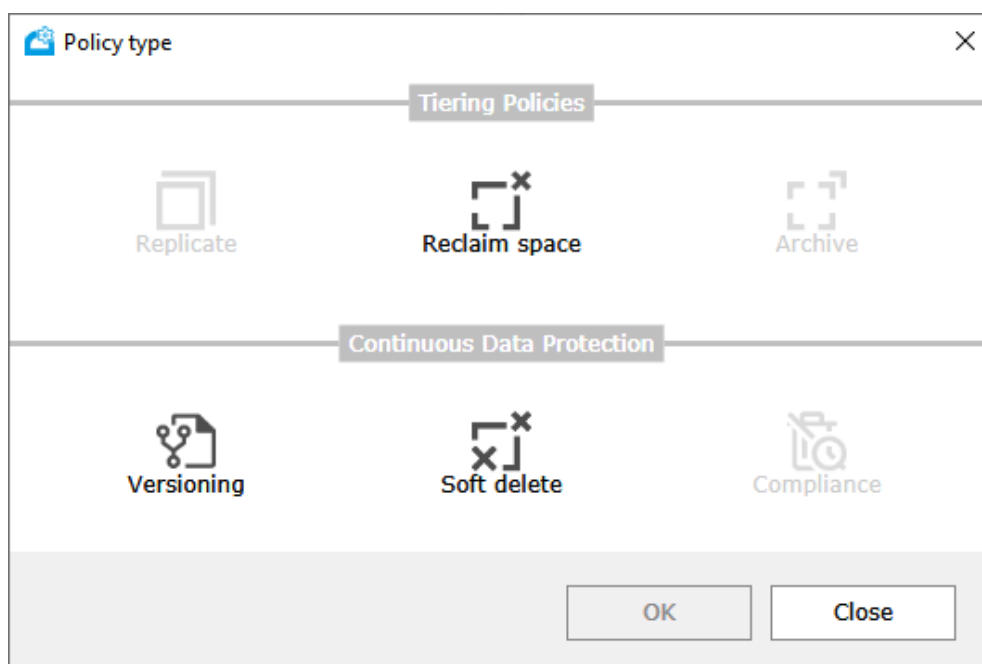 Policy type
Tiering Policies
Replicate
Reclaim space
Archive
Continuous Data Protection
Versioning
Soft delete
Compliance
OK
Close